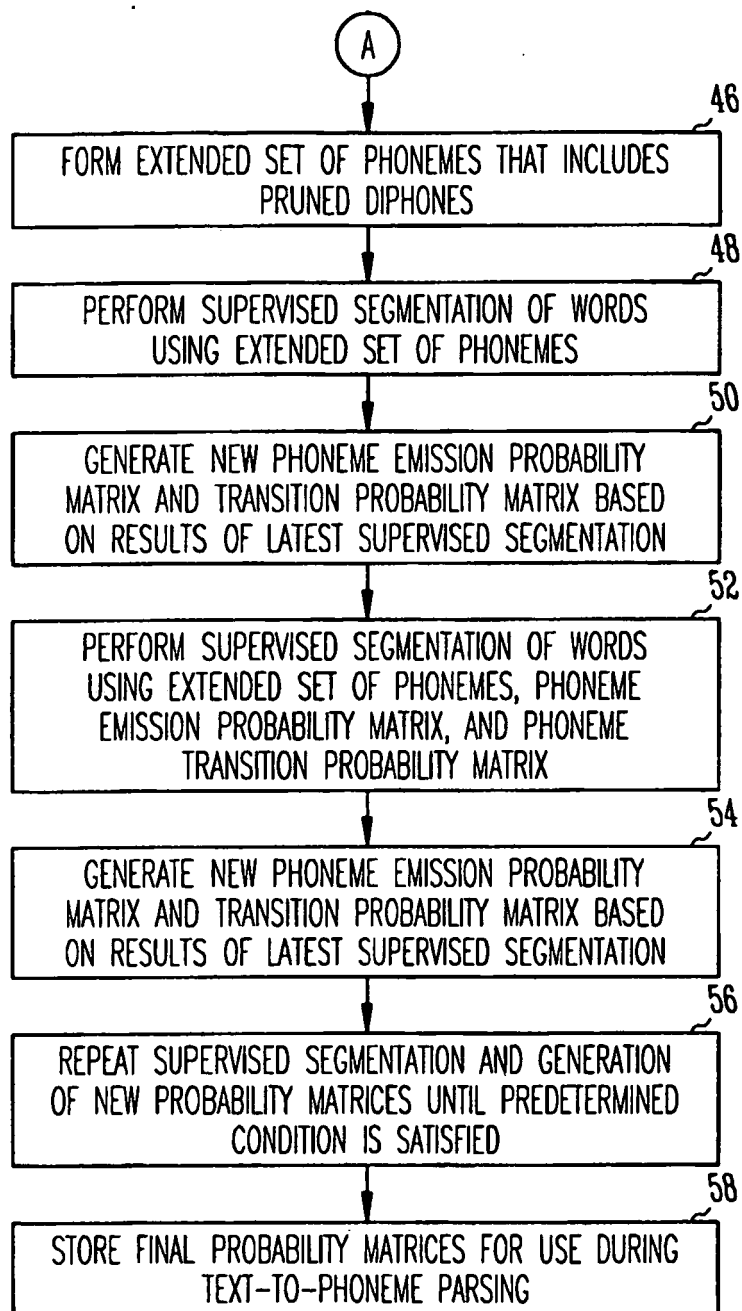 A
46
FORM EXTENDED SET OF PHONEMES THAT INCLUDES
PRUNED DIPHONES
48
PERFORM SUPERVISED SEGMENTATION OF WORDS
USING EXTENDED SET OF PHONEMES
50
GENERATE NEW PHONEME EMISSION PROBABILITY
MATRIX AND TRANSITION PROBABILITY MATRIX BASED
ON RESULTS OF LATEST SUPERVISED SEGMENTATION
52
PERFORM SUPERVISED SEGMENTATION OF WORDS
USING EXTENDED SET OF PHONEMES, PHONEME
EMISSION PROBABILITY MATRIX, AND PHONEME
TRANSITION PROBABILITY MATRIX
54
GENERATE NEW PHONEME EMISSION PROBABILITY
MATRIX AND TRANSITION PROBABILITY MATRIX BASED
ON RESULTS OF LATEST SUPERVISED SEGMENTATION
56
REPEAT SUPERVISED SEGMENTATION AND GENERATION
OF NEW PROBABILITY MATRICES UNTIL PREDETERMINED
CONDITION IS SATISFIED
58
STORE FINAL PROBABILITY MATRICES FOR USE DURING
TEXT-TO-PHONEME PARSING